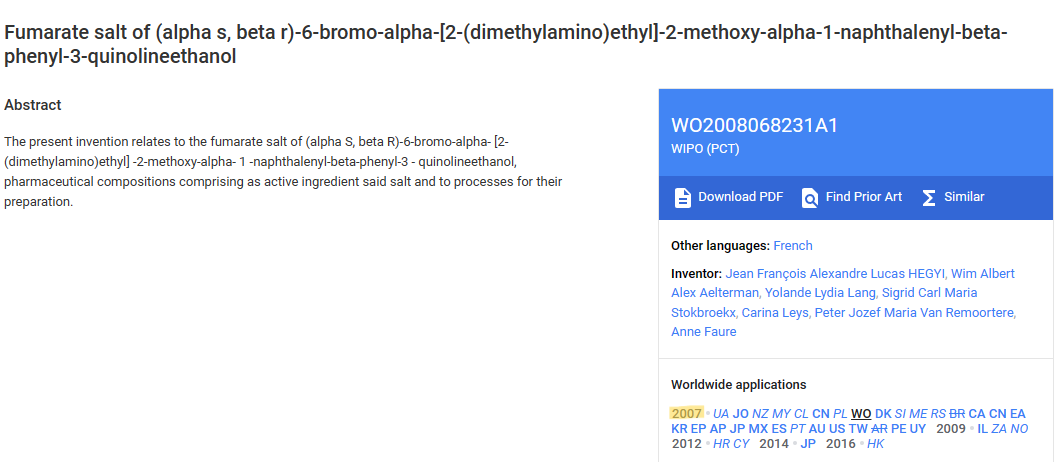 Fumarate salt of (alpha s, beta r)-6-bromo-alpha-[2-(dimethylamino)ethyl]-2-methoxy-alpha-1-naphthalenyl-beta-
phenyl-3-quinolineethanol
Abstract
The present invention relates to the fumarate salt of (alpha S, beta R)-6-bromo-alpha- [2-
(dimethylamino)ethyl] -2-methoxy-alpha- 1 -naphthalenyl-beta-phenyl-3 - quinolineethanol,
pharmaceutical compositions comprising as active ingredient said salt and to processes for their
preparation.
WO2008068231A1
WIPO (PCT)
Download PDF Find Prior Art Similar
Other languages: French
Inventor: Jean François Alexandre Lucas HEGYI, Wim Albert
Alex Aelterman, Yolande Lydia Lang, Sigrid Carl Maria
Stokbroekx, Carina Leys, Peter Jozef Maria Van Remoortere,
Anne Faure
Worldwide applications
2007 • UA JO NZ MY CL CN PL WO DK SI ME RS BR CA CN EA
KR EP AP JP MX ES PT AU US TW AR PE UY 2009 • IL ZA NO
2012 • HR CY 2014 • JP 2016 • HK